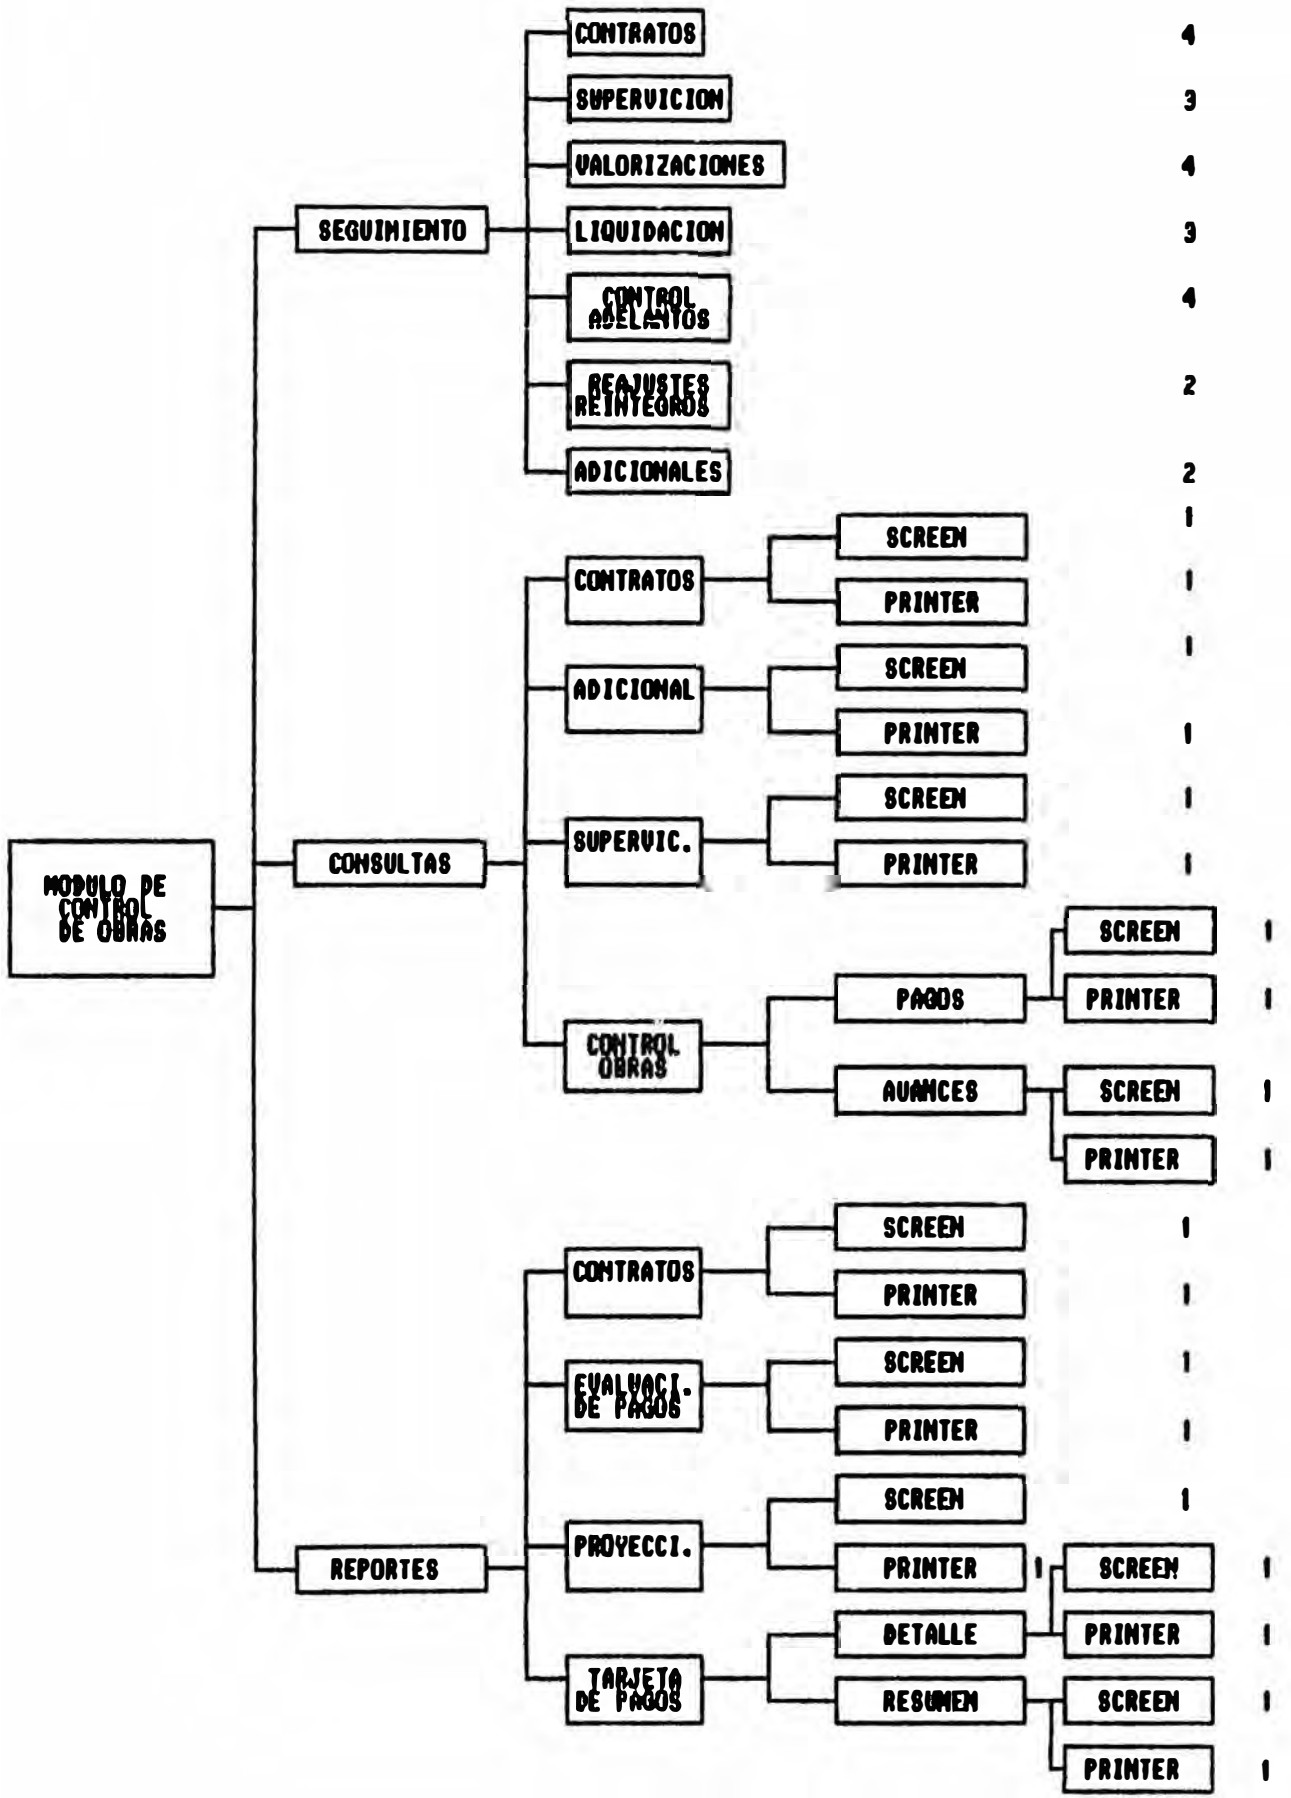 CONTRATOS 4
SUPERVICION 3
VALORIZACIONES 4
SEGUIMIENTO
LIQUIDACION 3
CONTROL
ADELANTOS 4
REAJUSTES
REINTEGROS 2
ADICIONALES 2
CONTRATOS
SCREEN 1
PRINTER 1
ADICIONAL
SCREEN 1
PRINTER 1
SUPERVIC.
SCREEN 1
PRINTER 1
CONSULTAS
MODULO DE
CONTROL
DE OBRAS
CONTROL
OBRAS
PAGOS
SCREEN 1
PRINTER 1
AVANCES
SCREEN 1
PRINTER 1
CONTRATOS
SCREEN 1
PRINTER 1
EVALUACI.
DE PAGOS
SCREEN 1
PRINTER 1
REPORTES
PROYECCI.
SCREEN 1
PRINTER 1
TARJETA
DE PAGOS
DETALLE
SCREEN 1
PRINTER 1
RESUMEN
SCREEN 1
PRINTER 1